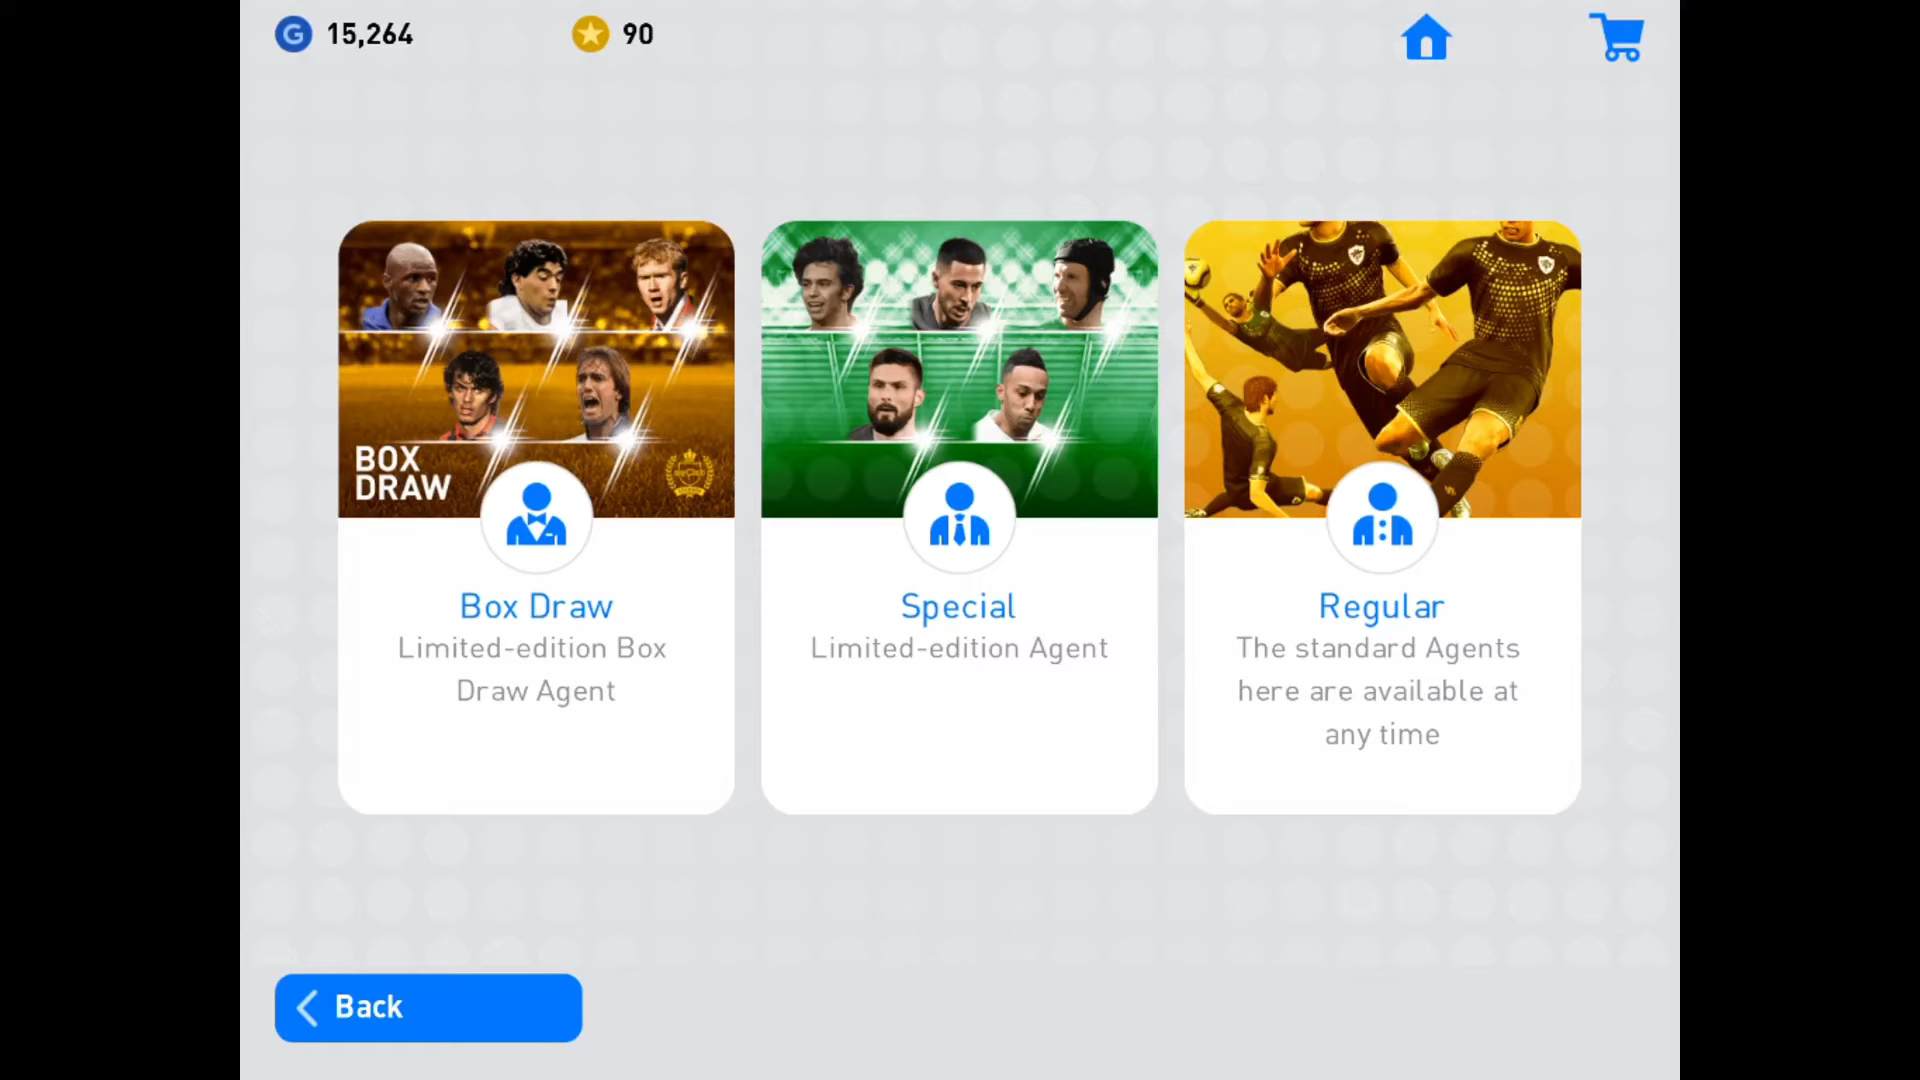 G 15,264
90
BOX
DRAW
Box Draw
Limited-edition Box
Draw Agent
Special
Limited-edition Agent
Regular
The standard Agents
here are available at
any time
Back